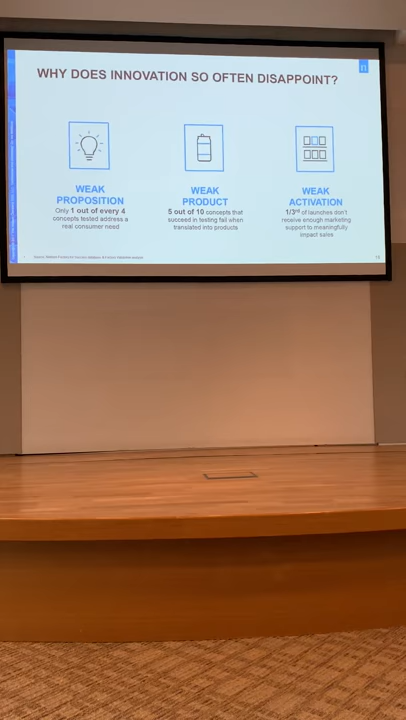 WHY DOES INNOVATION SO OFTEN DISAPPOINT?
n
WEAK
PROPOSITION
Only 1 out of every 4
concepts tested address a
real consumer need
WEAK
PRODUCT
5 out of 10 concepts that
succeed in testing fail when
translated into products
WEAK
ACTIVATION
1/3rd of launches don't
receive enough marketing
support to meaningfully
impact sales